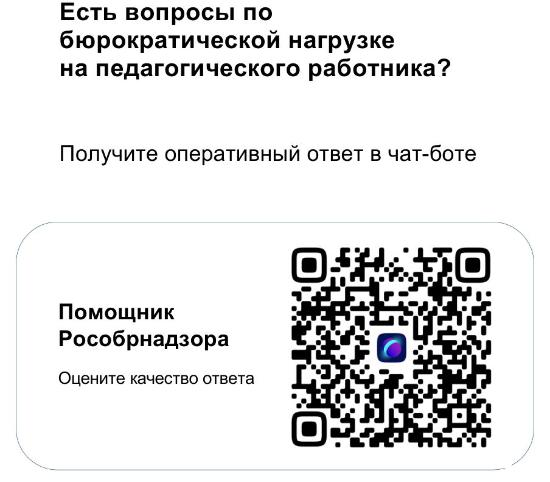 Есть вопросы по
бюрократической нагрузке
на педагогического работника?
Получите оперативный ответ в чат-боте
Помощник
Рособрнадзора
Оцените качество ответа